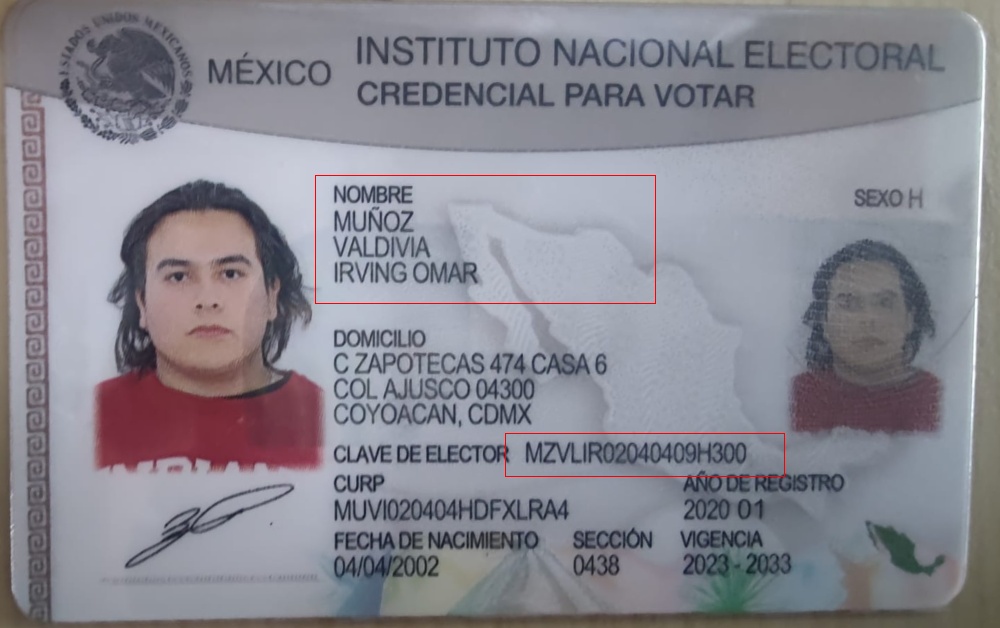 ESTADOS UNIDOS MEXICANOS
MÉXICO
INSTITUTO NACIONAL ELECTORAL
CREDENCIAL PARA VOTAR
NOMBRE
MUÑOZ
VALDIVIA
IRVING OMAR
SEXO H
DOMICILIO
C ZAPOTECAS 474 CASA 6
COL AJUSCO 04300
COYOACAN, CDMX
CLAVE DE ELECTOR MZVLIR02040409H300
CURP
MUVI020404HDFXLRA4
AÑO DE REGISTRO
2020 01
FECHA DE NACIMIENTO
04/04/2002
SECCIÓN
0438
VIGENCIA
2023 - 2033